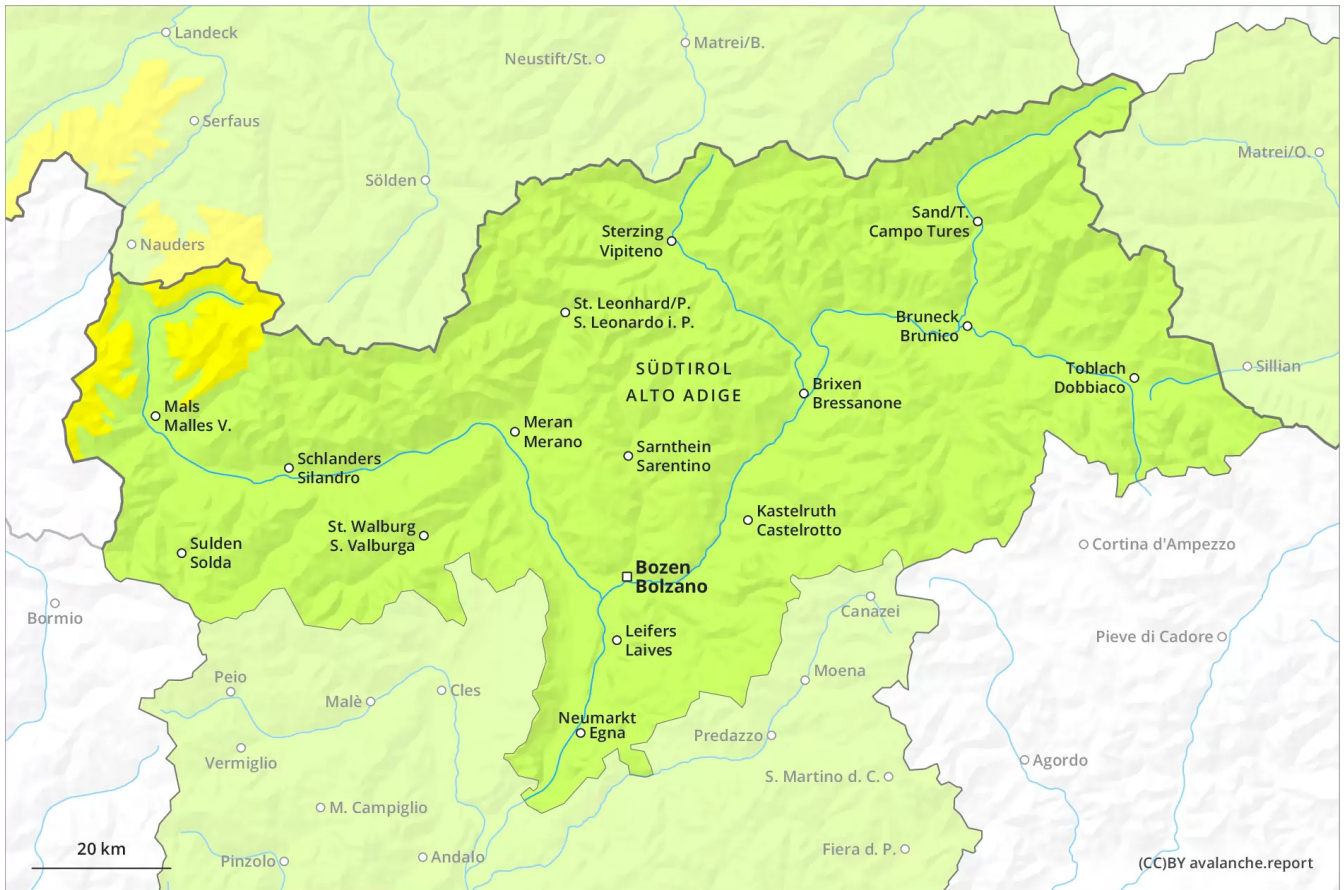 Landeck
Matrei/B.
Neustift/St.
Serfaus
Matrei/O.
Sölden
Sand/T.
Campo Tures
Sterzing
Vipiteno
Nauders
St. Leonhard/P.
S. Leonardo i. P.
Bruneck
Brunico
SÜDTIROL
ALTO ADIGE
Toblach
Dobbiaco
Sillian
Brixen
Bressanone
Mals
Malles V.
Meran
Merano
Sarnthein
Sarentino
Schlanders
Silandro
Kastelruth
Castelrotto
St. Walburg
S. Valburga
Sulden
Solda
Cortina d'Ampezzo
Bozen
Bolzano
Bormio
Canazei
Leifers
Laives
Pieve di Cadore
Moena
Peio
Malè
Cles
Neumarkt
Egna
Predazzo
Vermiglio
Agordo
S. Martino d. C.
M. Campiglio
20 km
Pinzolo
Andalo
Fiera d. P.
(CC)BY avalanche.report